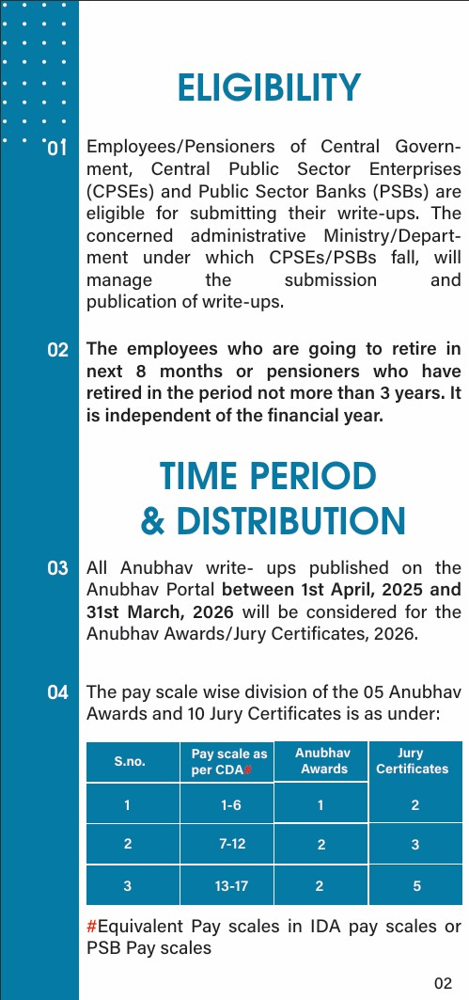 ELIGIBILITY
01 Employees/Pensioners of Central Govern-
ment, Central Public Sector Enterprises
(CPSEs) and Public Sector Banks (PSBs) are
eligible for submitting their write-ups. The
concerned administrative Ministry/Depart-
ment under which CPSEs/PSBs fall, will
manage the submission and
publication of write-ups.
02 The employees who are going to retire in
next 8 months or pensioners who have
retired in the period not more than 3 years. It
is independent of the financial year.
TIME PERIOD
& DISTRIBUTION
03 All Anubhav write- ups published on the
Anubhav Portal between 1st April, 2025 and
31st March, 2026 will be considered for the
Anubhav Awards/Jury Certificates, 2026.
04 The pay scale wise division of the 05 Anubhav
Awards and 10 Jury Certificates is as under:
S.no. Pay scale as per CDA# Anubhav Awards Jury Certificates
1 1-6 1 2
2 7-12 2 3
3 13-17 2 5
#Equivalent Pay scales in IDA pay scales or
PSB Pay scales
02